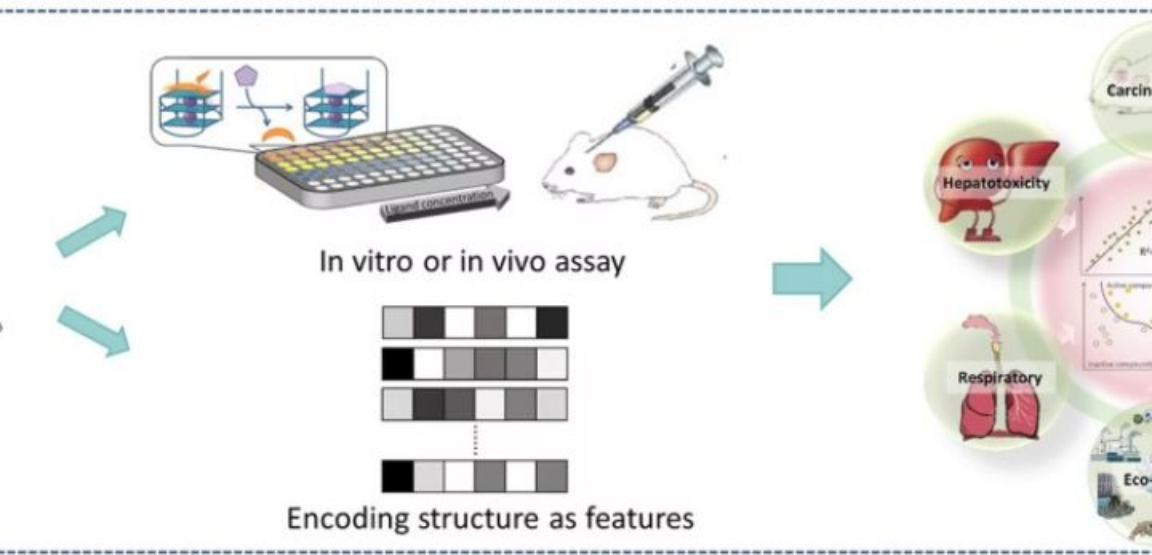 Ligand concentration
In vitro or in vivo assay
Encoding structure as features
Carcin
Hepatotoxicity
Respiratory
Eco-